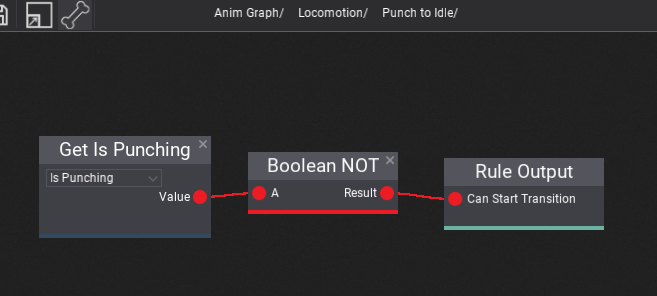 Anim Graph/ Locomotion/ Punch to Idle/
Get Is Punching
Is Punching
Value
Boolean NOT
A Result
Rule Output
Can Start Transition